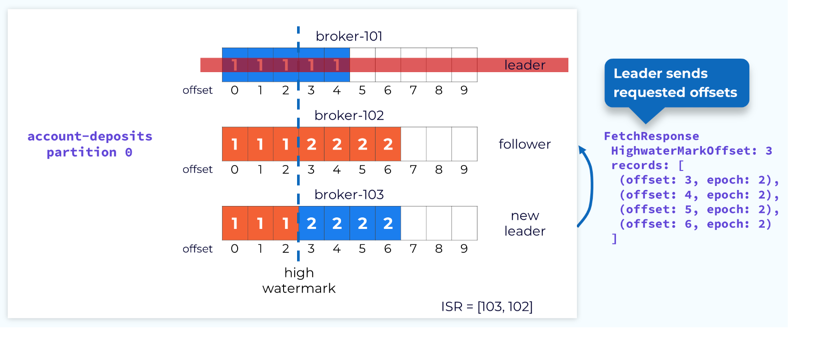 broker-101
1 1 1 1 1
leader
offset 0 1 2 3 4 5 6 7 8 9
broker-102
1 1 1 2 2 2 2
follower
offset 0 1 2 3 4 5 6 7 8 9
broker-103
1 1 1 2 2 2 2
new
leader
offset 0 1 2 3 4 5 6 7 8 9
high
watermark
ISR = [103, 102]
account-deposits
partition 0
Leader sends
requested offsets
FetchResponse
HighwaterMarkOffset: 3
records: [
(offset: 3, epoch: 2),
(offset: 4, epoch: 2),
(offset: 5, epoch: 2),
(offset: 6, epoch: 2)
]